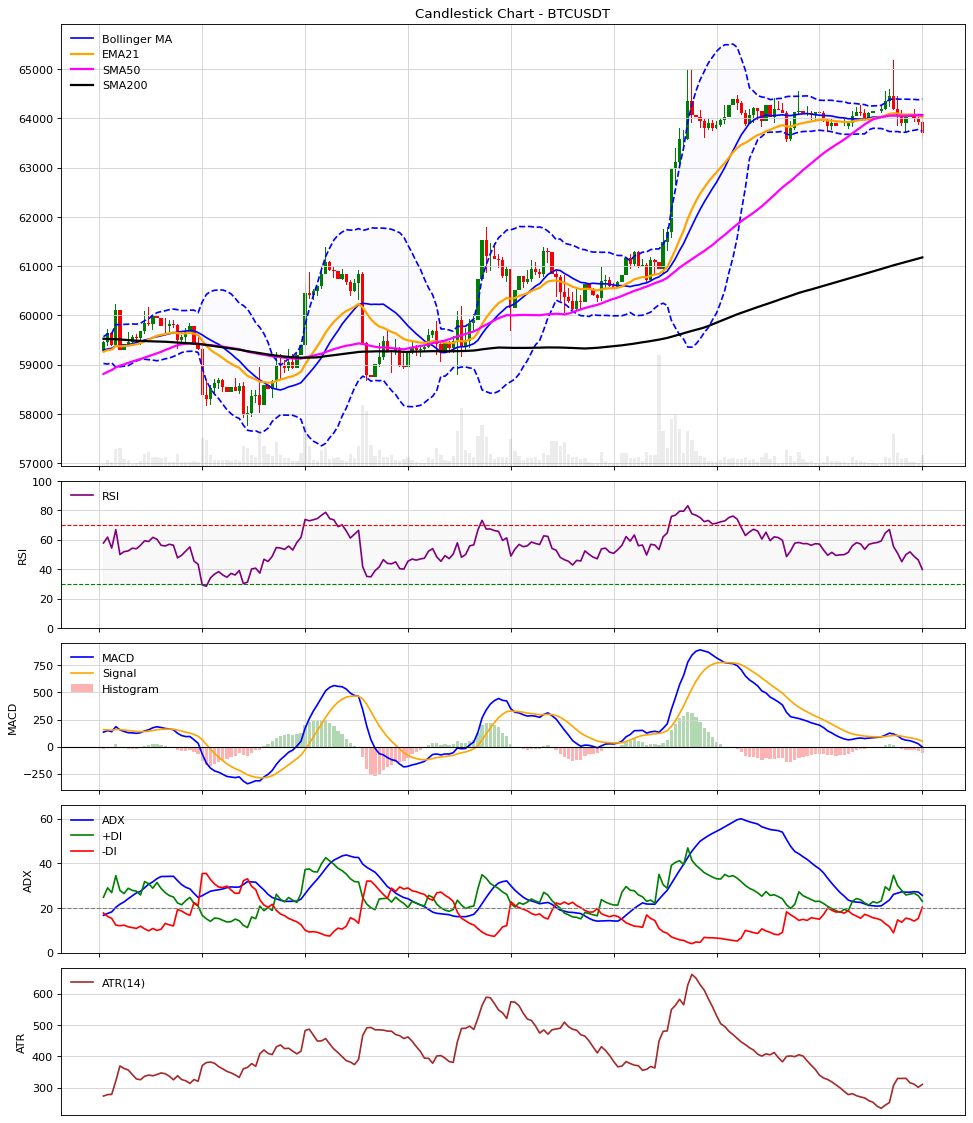 Candlestick Chart - BTCUSDT
Bollinger MA
EMA21
SMA50
SMA200
65000
64000
63000
62000
61000
60000
59000
58000
57000
100
80
60
40
20
0
RSI
RSI
750
500
250
0
−250
MACD
MACD
Signal
Histogram
60
40
20
0
ADX
ADX
+DI
-DI
600
500
400
300
ATR
ATR(14)